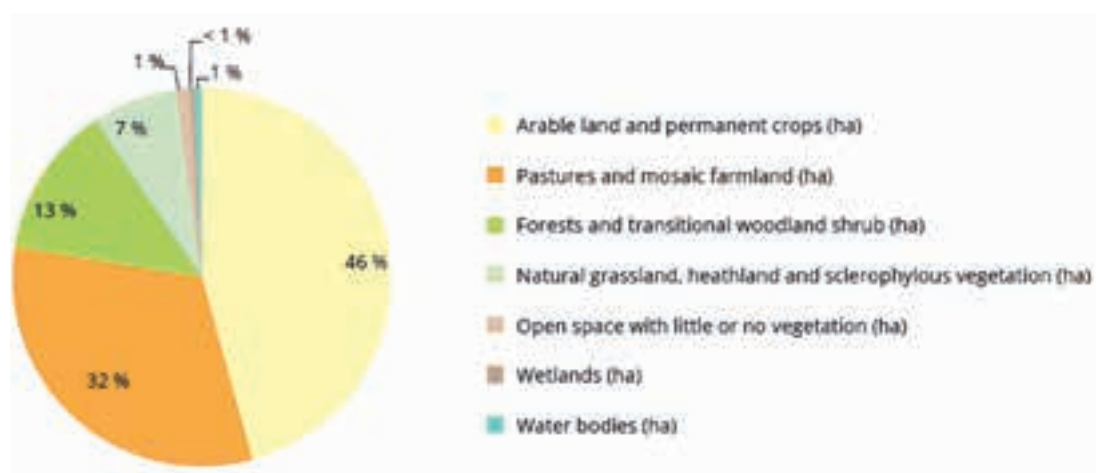 < 1 %
1 %
1 %
7 %
13 %
46 %
32 %
Arable land and permanent crops (ha)
Pastures and mosaic farmland (ha)
Forests and transitional woodland shrub (ha)
Natural grassland, heathland and sclerophylous vegetation (ha)
Open space with little or no vegetation (ha)
Wetlands (ha)
Water bodies (ha)